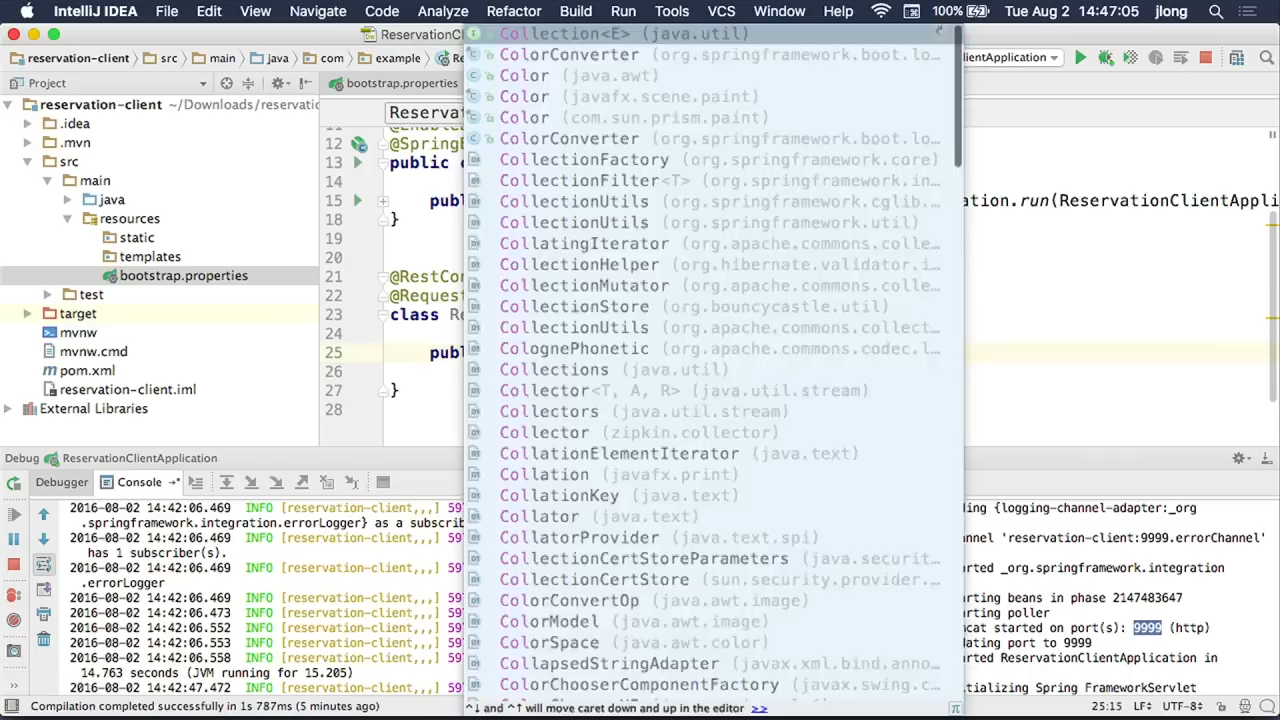 IntelliJ IDEA File Edit View Navigate Code Analyze Refactor Build Run Tools VCS Window Help 100% Tue Aug 2 14:47:05 jlong
ReservationCl
reservation-client src main java com example Re
lientApplication
Project
bootstrap.properties
Reservat
reservation-client ~/Downloads/reservatio
.idea
.mvn
src
main
java
resources
static
templates
bootstrap.properties
test
target
mvnw
mvnw.cmd
pom.xml
reservation-client.iml
External Libraries
12 @SpringB
13 public c
14
15 publ ation.run(ReservationClientAppli
18 }
19
20
21 @RestCon
22 @Request
23 class Re
24
25 publ
26
27 }
28
Collection<E> (java.util)
ColorConverter (org.springframework.boot.lo…
Color (java.awt)
Color (javafx.scene.paint)
Color (com.sun.prism.paint)
ColorConverter (org.springframework.boot.lo…
CollectionFactory (org.springframework.core)
CollectionFilter<T> (org.springframework.in…
CollectionUtils (org.springframework.cglib.…
CollectionUtils (org.springframework.util)
CollatingIterator (org.apache.commons.colle…
CollectionHelper (org.hibernate.validator.i…
CollectionMutator (org.apache.commons.colle…
CollectionStore (org.bouncycastle.util)
CollectionUtils (org.apache.commons.collect…
ColognePhonetic (org.apache.commons.codec.l…
Collections (java.util)
Collector<T, A, R> (java.util.stream)
Collectors (java.util.stream)
Collector (zipkin.collector)
CollationElementIterator (java.text)
Collation (javafx.print)
CollationKey (java.text)
Collator (java.text)
CollatorProvider (java.text.spi)
CollectionCertStoreParameters (java.securit…
CollectionCertStore (sun.security.provider.…
ColorConvertOp (java.awt.image)
ColorModel (java.awt.image)
ColorSpace (java.awt.color)
CollapsedStringAdapter (javax.xml.bind.anno…
ColorChooserComponentFactory (javax.swing.c…
^↓ and ^↑ will move caret down and up in the editor >>
Debug ReservationClientApplication
Debugger Console
2016-08-02 14:42:06.469 INFO [reservation-client,,,] 59 ding {logging-channel-adapter:_org
.springframework.integration.errorLogger} as a subscrib
2016-08-02 14:42:06.469 INFO [reservation-client,,,] 59 annel 'reservation-client:9999.errorChannel'
has 1 subscriber(s).
2016-08-02 14:42:06.469 INFO [reservation-client,,,] 59 arted _org.springframework.integration
.errorLogger
2016-08-02 14:42:06.469 INFO [reservation-client,,,] 59 arting beans in phase 2147483647
2016-08-02 14:42:06.473 INFO [reservation-client,,,] 59 arting poller
2016-08-02 14:42:06.552 INFO [reservation-client,,,] 59 mcat started on port(s): 9999 (http)
2016-08-02 14:42:06.553 INFO [reservation-client,,,] 59 dating port to 9999
2016-08-02 14:42:06.558 INFO [reservation-client,,,] 59 arted ReservationClientApplication in
14.763 seconds (JVM running for 15.205)
2016-08-02 14:42:47.472 INFO [reservation-client,,,] 59 itializing Spring FrameworkServlet
Compilation completed successfully in 1s 787ms (5 minutes ago) 25:15 LF÷ UTF-8÷